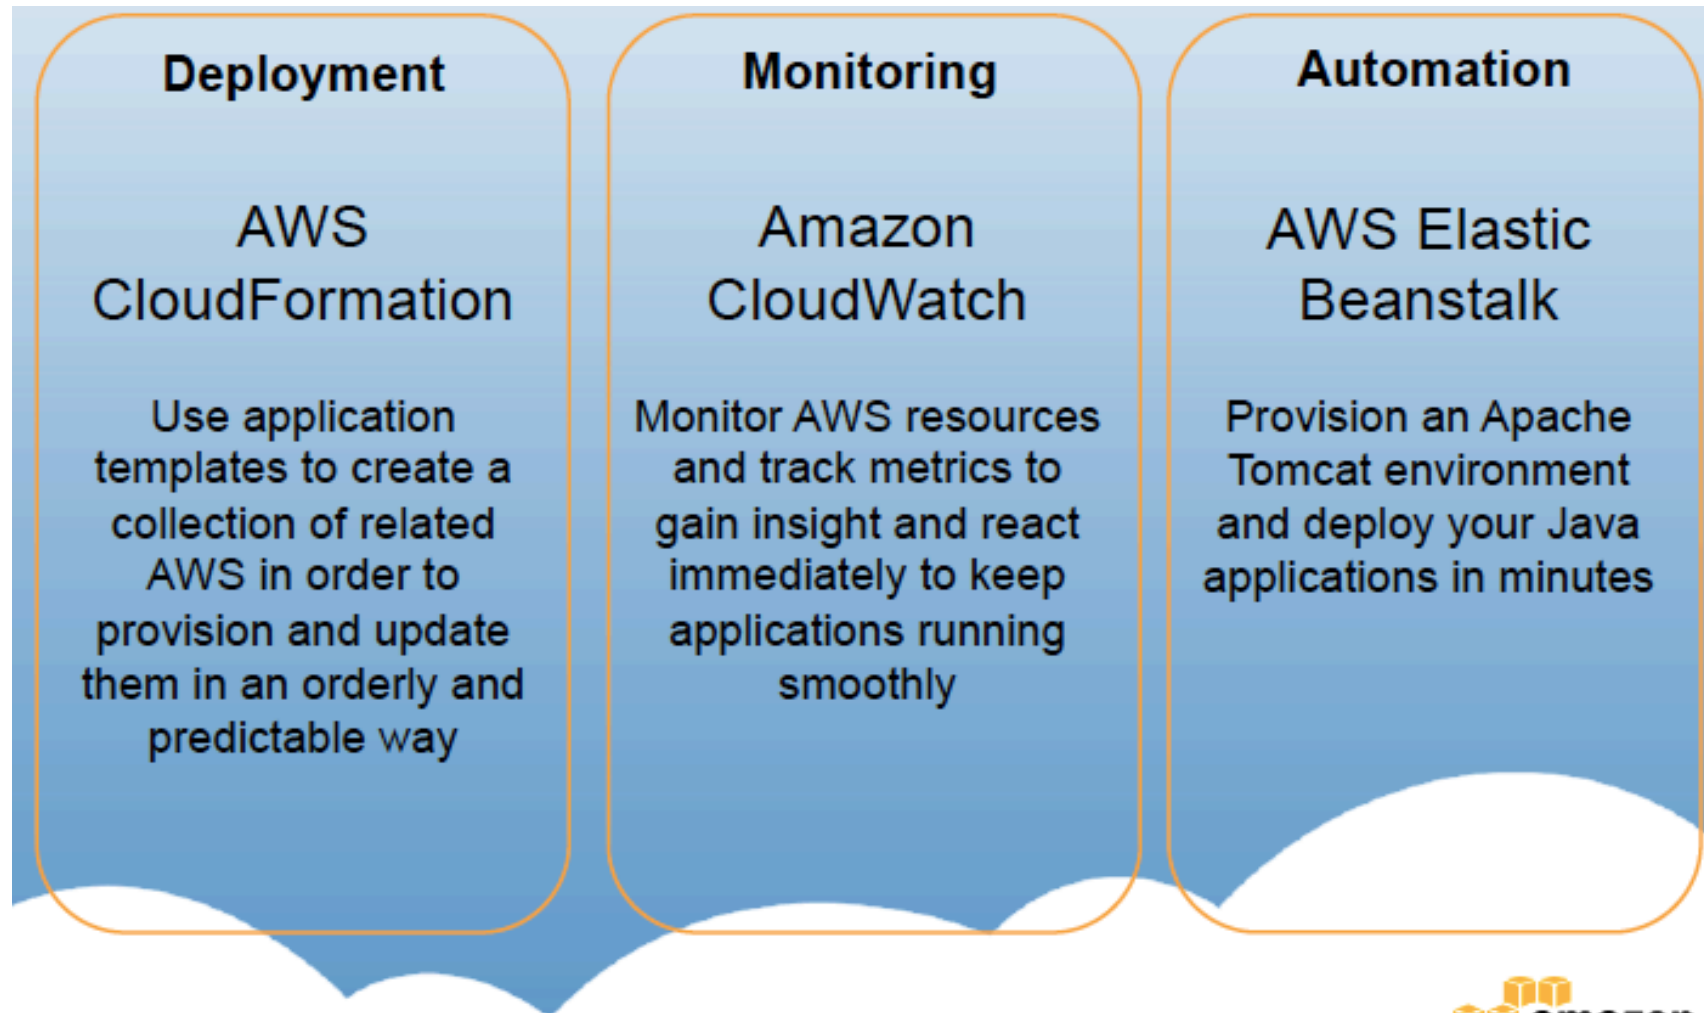 Deployment
AWS
CloudFormation
Use application
templates to create a
collection of related
AWS in order to
provision and update
them in an orderly and
predictable way
Monitoring
Amazon
CloudWatch
Monitor AWS resources
and track metrics to
gain insight and react
immediately to keep
applications running
smoothly
Automation
AWS Elastic
Beanstalk
Provision an Apache
Tomcat environment
and deploy your Java
applications in minutes
amazon